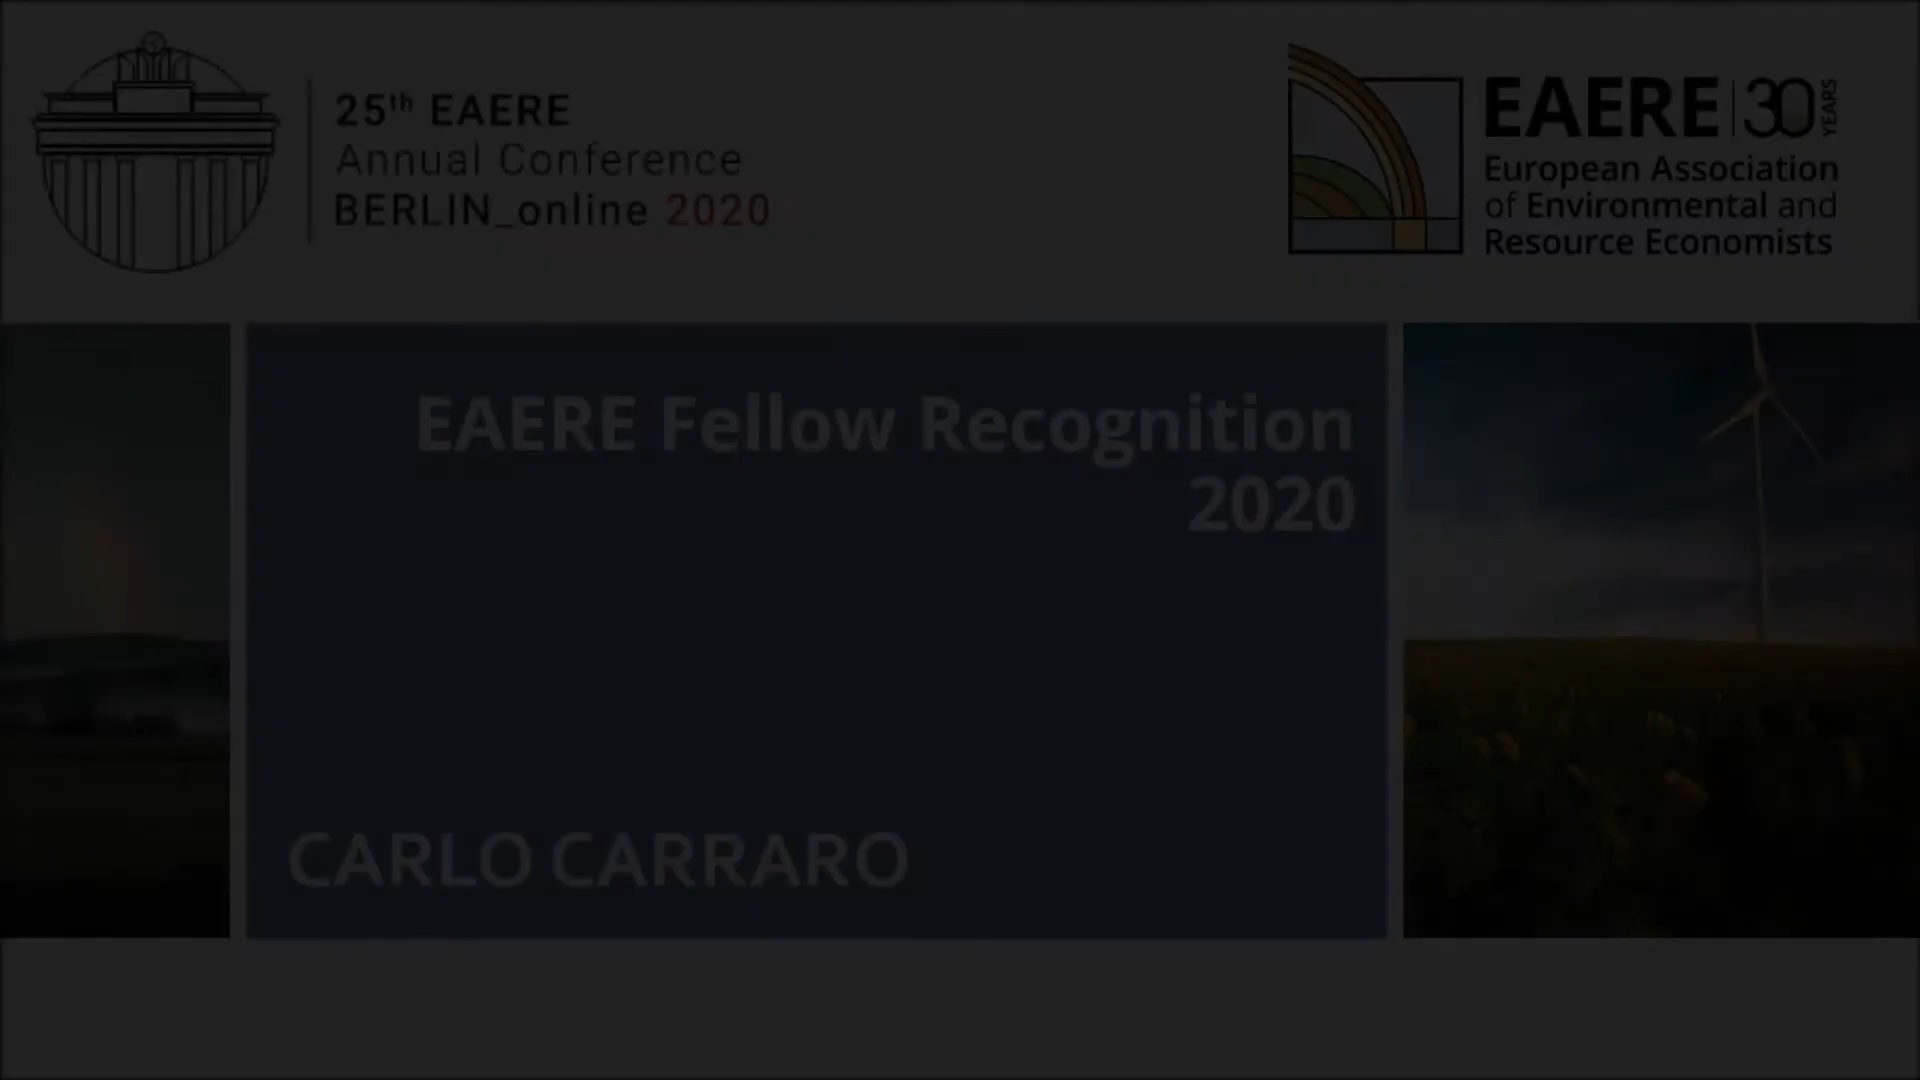 25th EAERE
Annual Conference
BERLIN_online 2020
EAERE 30 YEARS
European Association
of Environmental and
Resource Economists
EAERE Fellow Recognition
2020
CARLO CARRARO